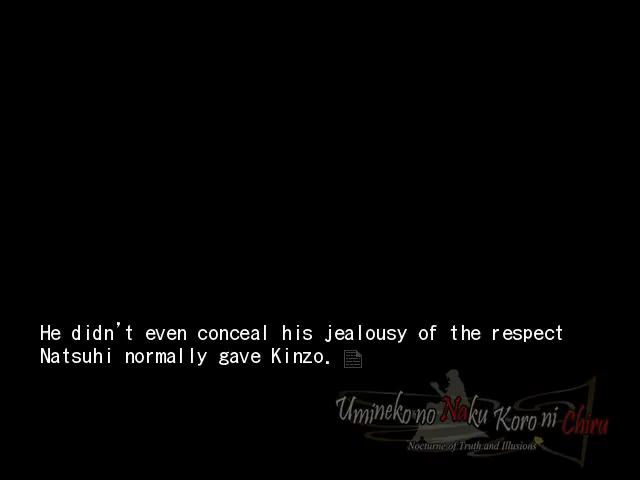 He didn't even conceal his jealousy of the respect
Natsuhi normally gave Kinzo.
Umineko no Naku Koro ni Chiru
Nocturne of Truth and Illusions